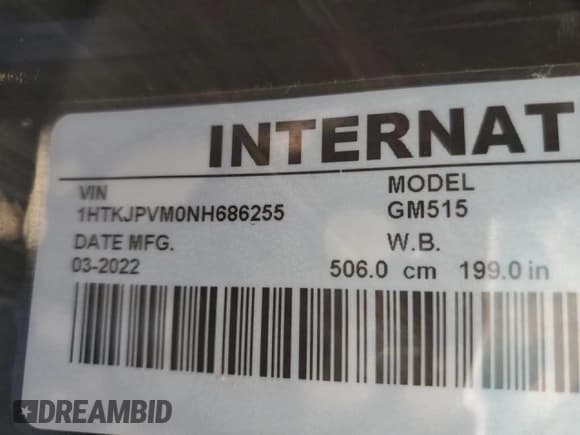 INTERNAT
VIN
1HTKJPVM0NH686255
MODEL
GM515
DATE MFG.
03-2022
W.B.
506.0 cm 199.0 in
DREAMBID